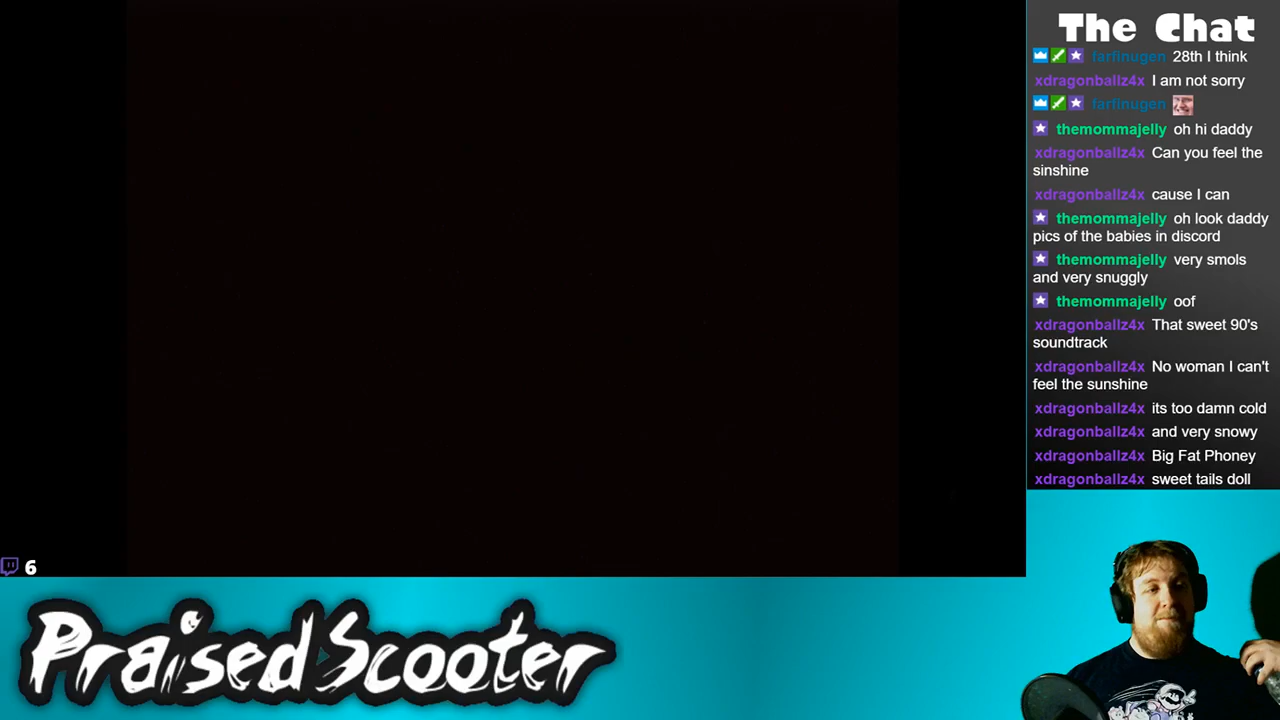 The Chat
farfinugen 28th I think
xdragonballz4x I am not sorry
farfinugen
themommajelly oh hi daddy
xdragonballz4x Can you feel the
sinshine
xdragonballz4x cause I can
themommajelly oh look daddy
pics of the babies in discord
themommajelly very smols
and very snuggly
themommajelly oof
xdragonballz4x That sweet 90's
soundtrack
xdragonballz4x No woman I can't
feel the sunshine
xdragonballz4x its too damn cold
xdragonballz4x and very snowy
xdragonballz4x Big Fat Phoney
xdragonballz4x sweet tails doll
6
PraisedScooter